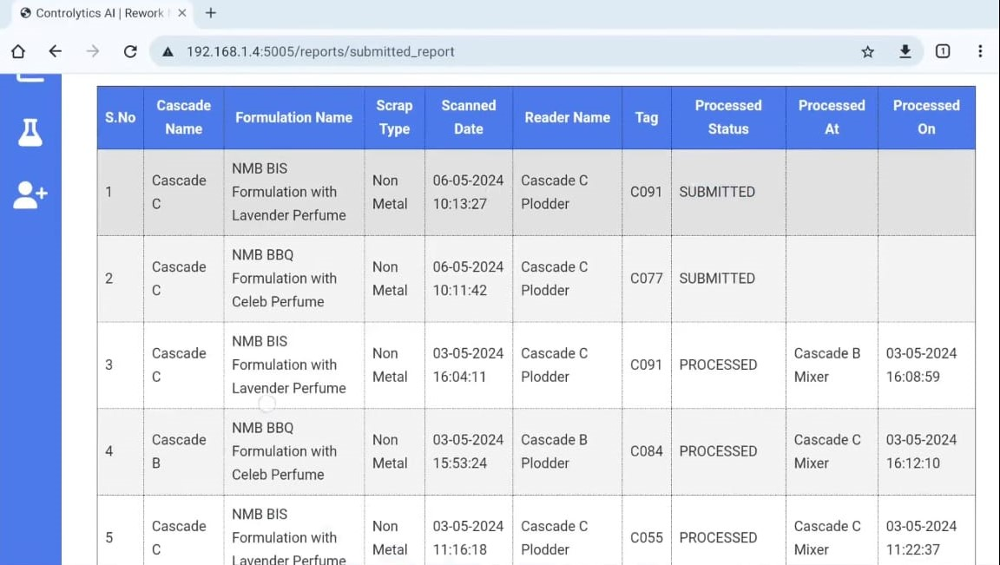 Controlytics AI | Rework
192.168.1.4:5005/reports/submitted_report
1
S.No Cascade Name Formulation Name Scrap Type Scanned Date Reader Name Tag Processed Status Processed At Processed On
1 Cascade C NMB BIS Formulation with Lavender Perfume Non Metal 06-05-2024 10:13:27 Cascade C Plodder C091 SUBMITTED
2 Cascade C NMB BBQ Formulation with Celeb Perfume Non Metal 06-05-2024 10:11:42 Cascade C Plodder C077 SUBMITTED
3 Cascade C NMB BIS Formulation with Lavender Perfume Non Metal 03-05-2024 16:04:11 Cascade C Plodder C091 PROCESSED Cascade B Mixer 03-05-2024 16:08:59
4 Cascade B NMB BBQ Formulation with Celeb Perfume Non Metal 03-05-2024 15:53:24 Cascade B Plodder C084 PROCESSED Cascade C Mixer 03-05-2024 16:12:10
5 Cascade C NMB BIS Formulation with Lavender Perfume Non Metal 03-05-2024 11:16:18 Cascade C Plodder C055 PROCESSED Cascade C Mixer 03-05-2024 11:22:37